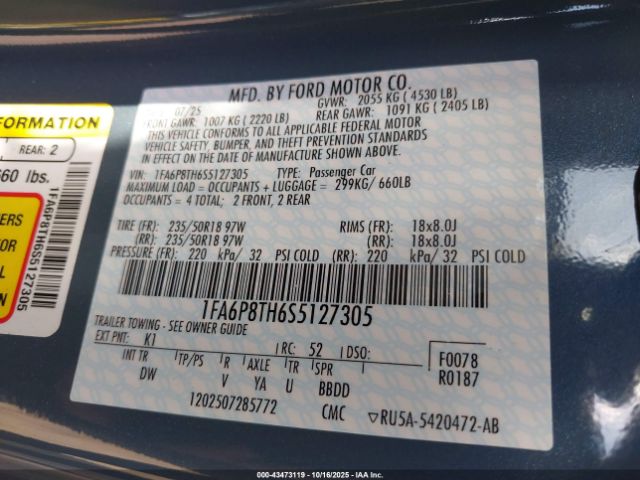 MFD. BY FORD MOTOR CO.
07/25
GVWR: 2055 KG ( 4530 LB)
FRONT GAWR: 1007 KG ( 2220 LB)
REAR GAWR: 1091 KG ( 2405 LB)
THIS VEHICLE CONFORMS TO ALL APPLICABLE FEDERAL MOTOR
VEHICLE SAFETY, BUMPER, AND THEFT PREVENTION STANDARDS
IN EFFECT ON THE DATE OF MANUFACTURE SHOWN ABOVE.
VIN: 1FA6P8TH6S5127305 TYPE: Passenger Car
MAXIMUM LOAD = OCCUPANTS + LUGGAGE = 299KG/ 660LB
OCCUPANTS = 4 TOTAL; 2 FRONT, 2 REAR
TIRE (FR): 235/50R18 97W RIMS (FR): 18x8.0J
(RR): 235/50R18 97W (RR): 18x8.0J
PRESSURE (FR): 220 kPa/ 32 PSI COLD (RR): 220 kPa/ 32 PSI COLD
1FA6P8TH6S5127305
TRAILER TOWING - SEE OWNER GUIDE
EXT PNT: K1 RC: 52 DSO:
F0078
R0187
INT TR TP/PS R AXLE TR SPR
DW V YA U BBDD
1202507285772 CMC RU5A-5420472-AB
FORMATION
REAR: 2
660 lbs.
1FA6P8TH6S5127305
000-43473119 | 10/16/2025 | IAAI.CA